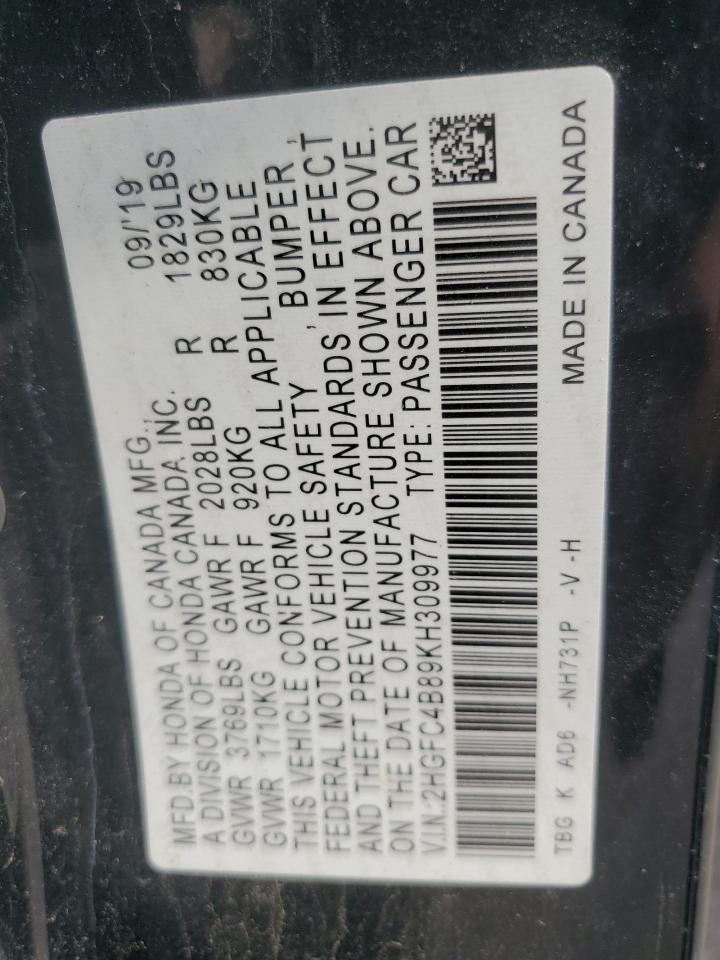 MFD.BY HONDA OF CANADA MFG., 09/'19
A DIVISION OF HONDA CANADA INC.
GVWR 3769LBS GAWR F 2028LBS R 1829LBS
GVWR 1710KG GAWR F 920KG R 830KG
THIS VEHICLE CONFORMS TO ALL APPLICABLE
FEDERAL MOTOR VEHICLE SAFETY , BUMPER ,
AND THEFT PREVENTION STANDARDS IN EFFECT
ON THE DATE OF MANUFACTURE SHOWN ABOVE.
V.I.N:2HGFC4B89KH309977 TYPE:PASSENGER CAR
TBG K AD6 -NH731P -V -H MADE IN CANADA